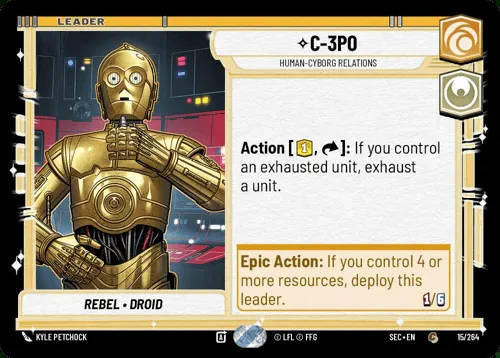 LEADER
✧C-3PO
HUMAN-CYBORG RELATIONS
Action [1, ↷]: If you control
an exhausted unit, exhaust
a unit.
Epic Action: If you control 4 or
more resources, deploy this
leader.
1/6
REBEL • DROID
KYLE PETCHOCK
A
© LFL © FFG
SEC • EN
C
15/264